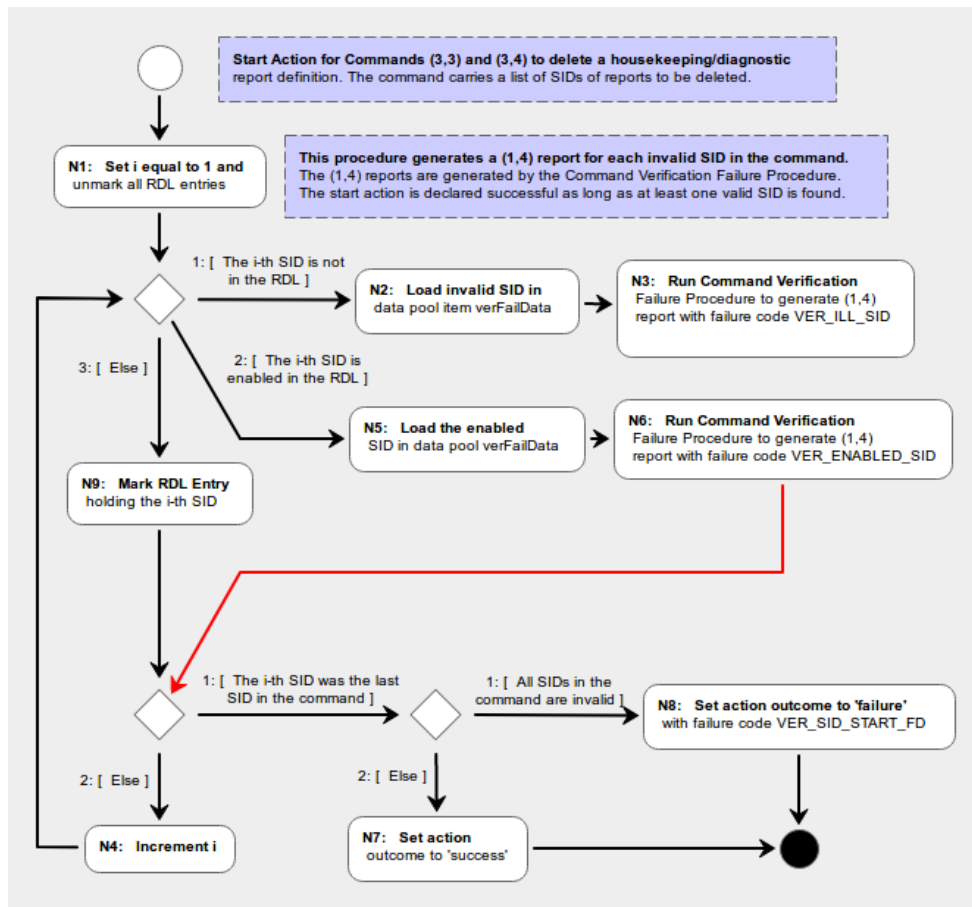 Start Action for Commands (3,3) and (3,4) to delete a housekeeping/diagnostic
report definition. The command carries a list of SIDs of reports to be deleted.
N1: Set i equal to 1 and
unmark all RDL entries
This procedure generates a (1,4) report for each invalid SID in the command.
The (1,4) reports are generated by the Command Verification Failure Procedure.
The start action is declared successful as long as at least one valid SID is found.
1: [ The i-th SID is not
in the RDL ]
N2: Load invalid SID in
data pool item verFailData
N3: Run Command Verification
Failure Procedure to generate (1,4)
report with failure code VER_ILL_SID
3: [ Else ]
2: [ The i-th SID is
enabled in the RDL ]
N5: Load the enabled
SID in data pool verFailData
N6: Run Command Verification
Failure Procedure to generate (1,4)
report with failure code VER_ENABLED_SID
N9: Mark RDL Entry
holding the i-th SID
1: [ The i-th SID was the last
SID in the command ]
1: [ All SIDs in the
command are invalid ]
N8: Set action outcome to 'failure'
with failure code VER_SID_START_FD
2: [ Else ]
2: [ Else ]
N4: Increment i
N7: Set action
outcome to 'success'